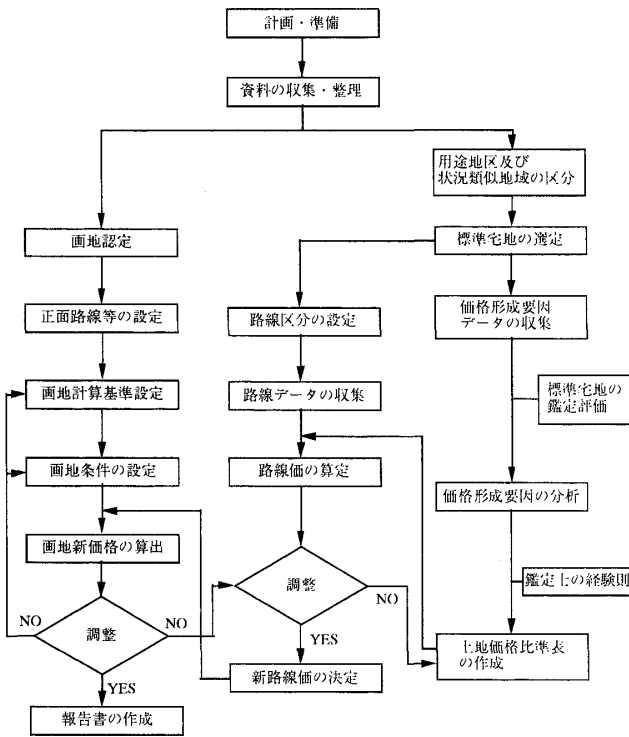 計画・準備
資料の収集・整理
用途地区及び
状況類似地域の区分
画地認定
標準宅地の選定
正面路線等の設定
路線区分の設定
価格形成要因
データの収集
画地計算基準設定
路線データの収集
標準宅地の
鑑定評価
画地条件の設定
路線価の算定
価格形成要因の分析
画地新価格の算出
調整
鑑定士の経験則
NO
調整
NO
NO
YES
土地価格比準表
の作成
YES
新路線価の決定
報告書の作成